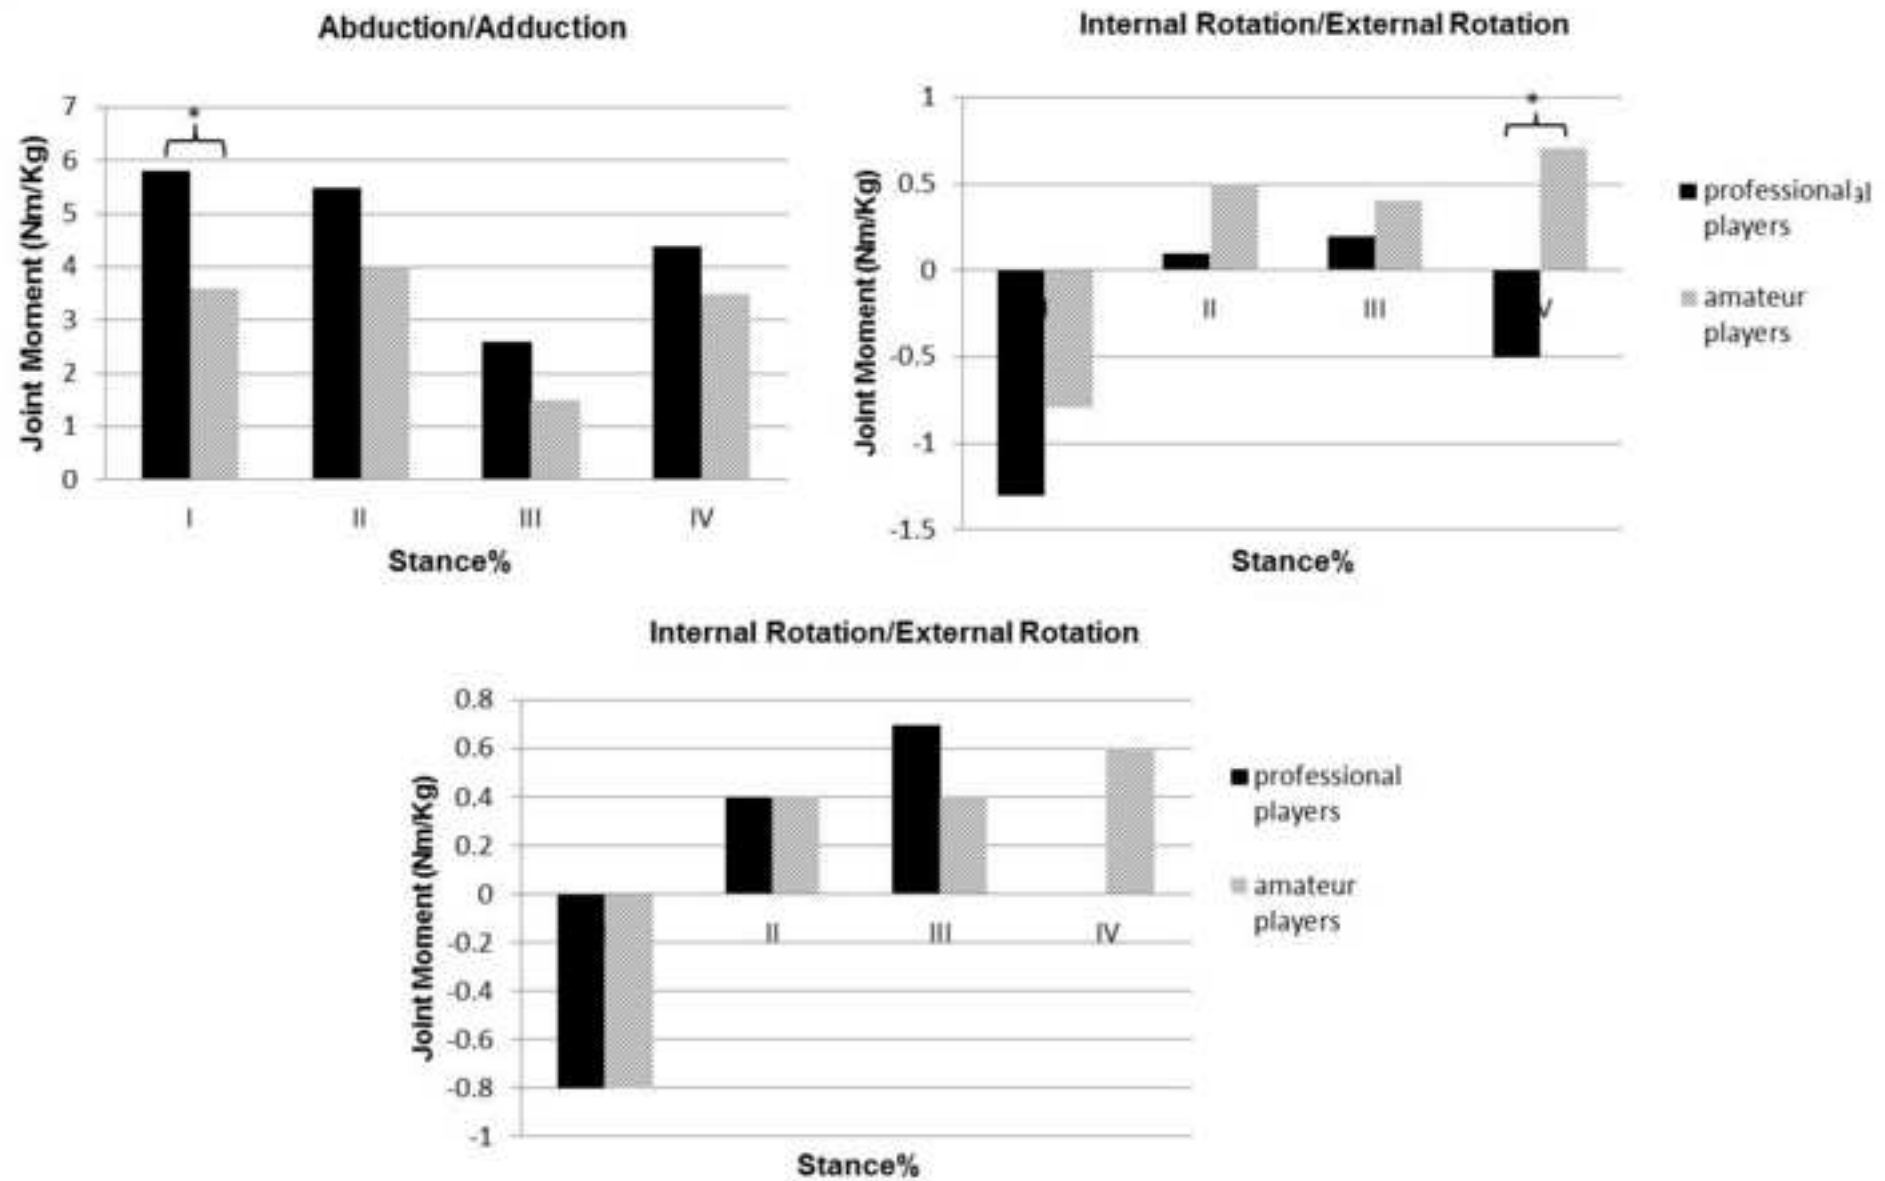 Abduction/Adduction
7
6
5
4
3
2
1
0
Joint Moment (Nm/Kg)
*
I II III IV
Stance%
Internal Rotation/External Rotation
1
0.5
0
-0.5
-1
-1.5
Joint Moment (Nm/Kg)
*
II III V
Stance%
professional
players
amateur
players
Internal Rotation/External Rotation
0.8
0.6
0.4
0.2
0
-0.2
-0.4
-0.6
-0.8
-1
Joint Moment (Nm/Kg)
II III IV
Stance%
professional
players
amateur
players